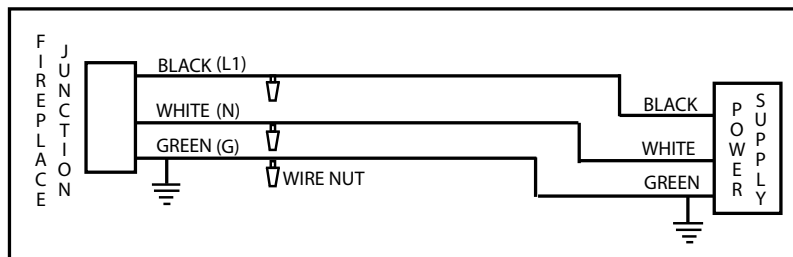 FIREPLACE
JUNCTION
BLACK (L1)
WHITE (N)
GREEN (G)
WIRE NUT
BLACK
WHITE
GREEN
POWER
SUPPLY